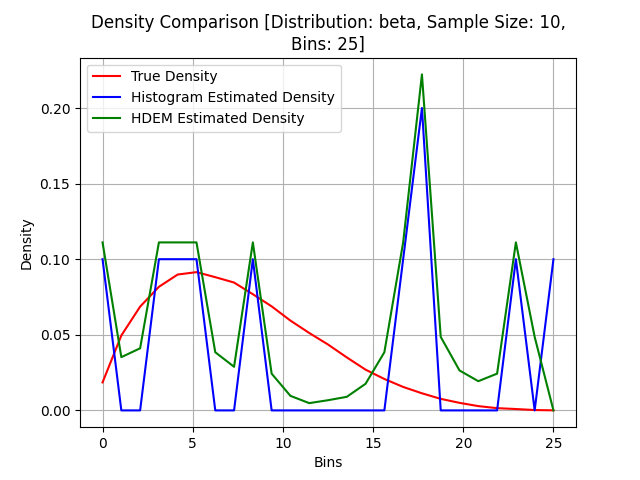 Density Comparison [Distribution: beta, Sample Size: 10,
Bins: 25]
True Density
Histogram Estimated Density
HDEM Estimated Density
0.20
0.15
0.10
0.05
0.00
Density
0 5 10 15 20 25
Bins